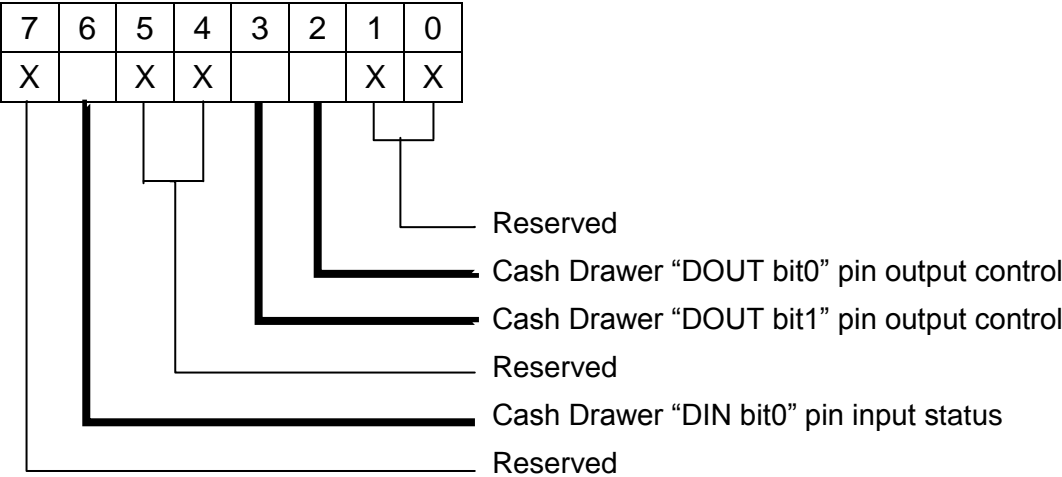 7 6 5 4 3 2 1 0
X X X X X
Reserved
Cash Drawer “DOUT bit0” pin output control
Cash Drawer “DOUT bit1” pin output control
Reserved
Cash Drawer “DIN bit0” pin input status
Reserved